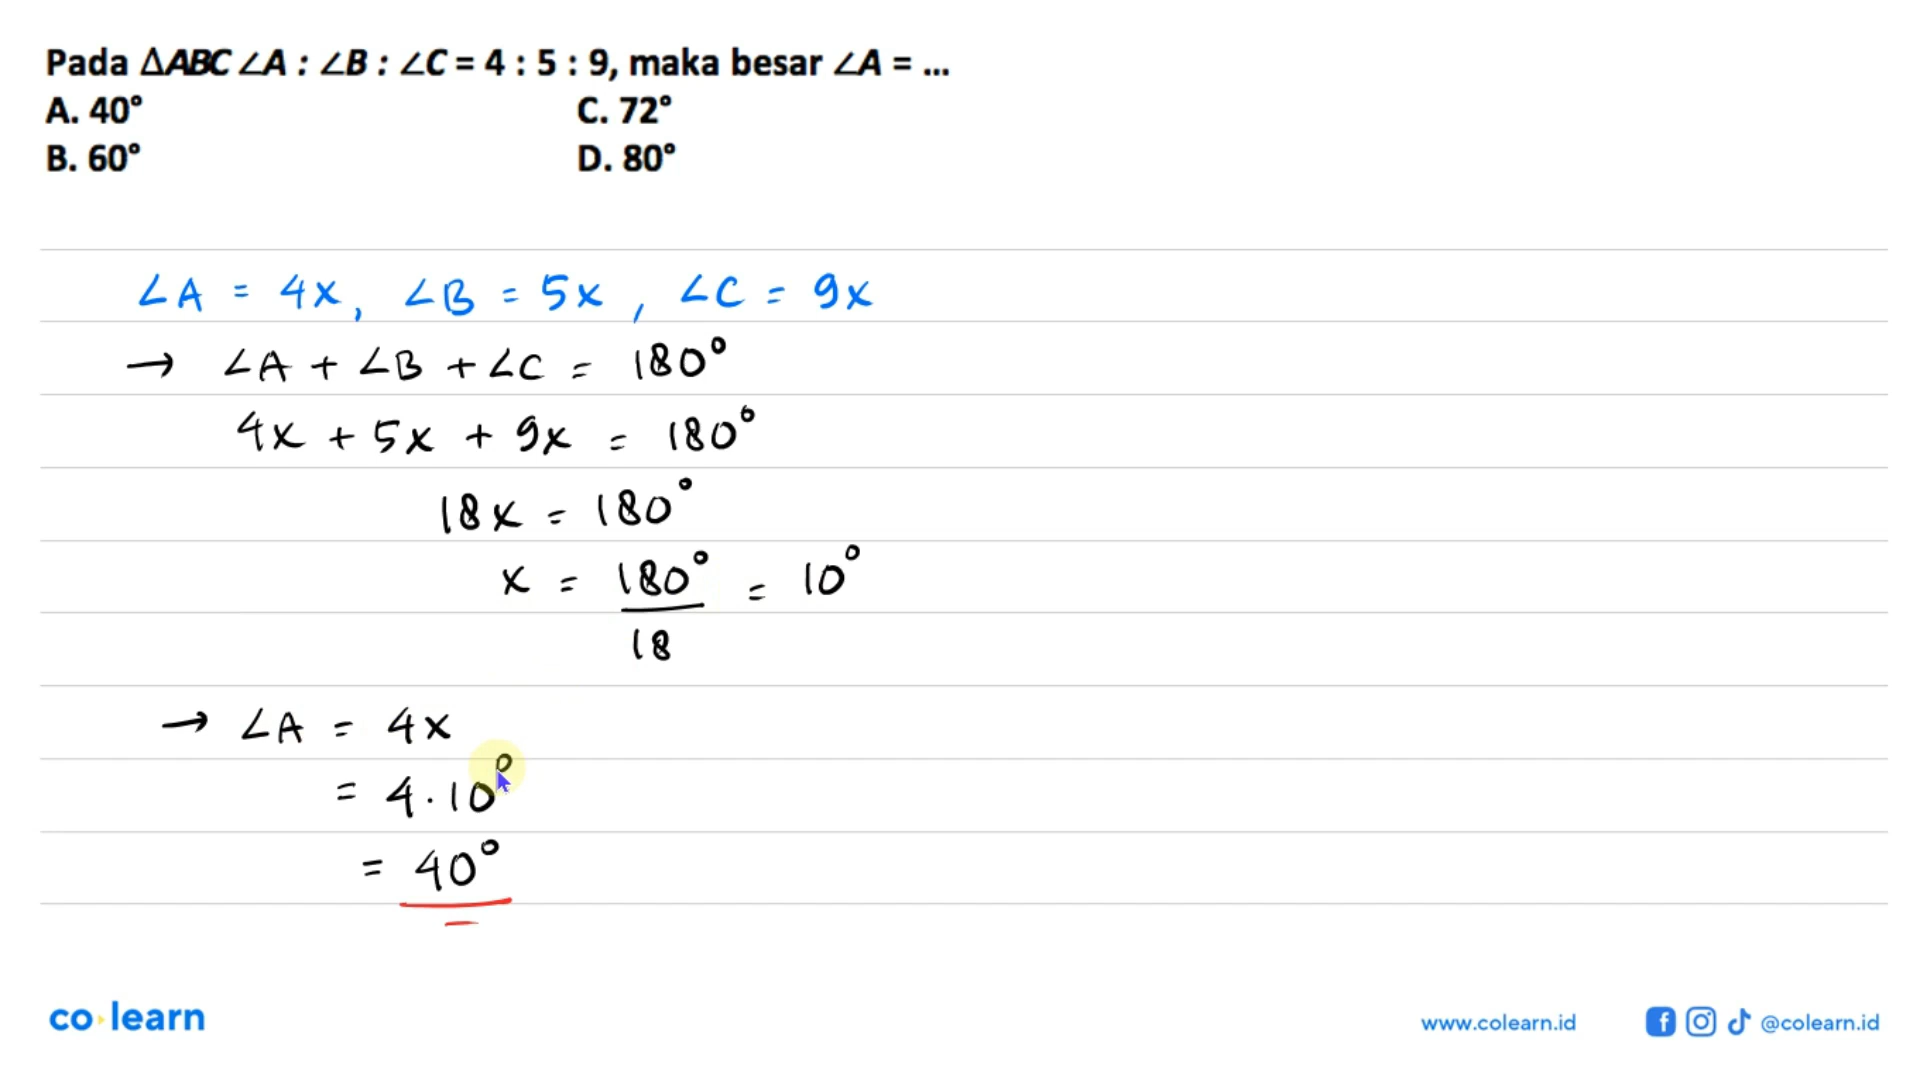 Pada ΔABC ∠A : ∠B : ∠C = 4 : 5 : 9, maka besar ∠A = ...
A. 40° C. 72°
B. 60° D. 80°
∠A = 4x, ∠B = 5x, ∠C = 9x
→ ∠A + ∠B + ∠C = 180°
4x + 5x + 9x = 180°
18x = 180°
x = 180°/18 = 10°
→ ∠A = 4x
= 4 . 10°
= 40°
co learn
www.colearn.id @colearn.id